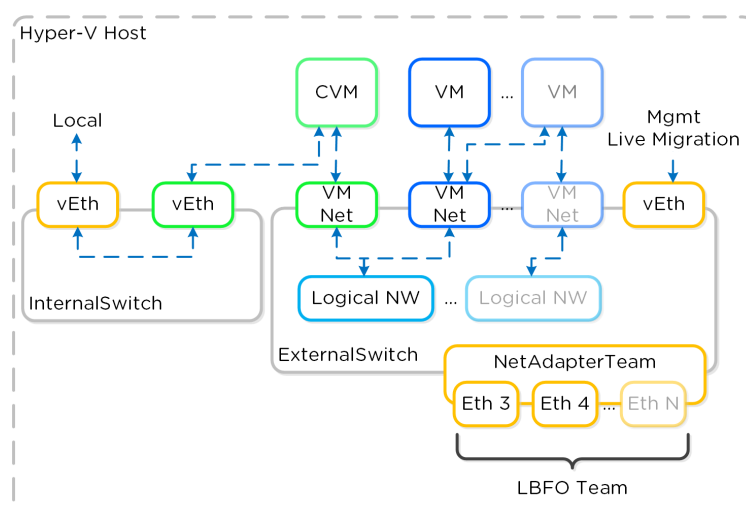 Hyper-V Host
CVM
VM
...
VM
Local
Mgmt
Live Migration
vEth
vEth
VM
Net
VM
Net
...
VM
Net
vEth
Logical NW
...
Logical NW
InternalSwitch
ExternalSwitch
NetAdapterTeam
Eth 3
Eth 4
...
Eth N
LBFO Team